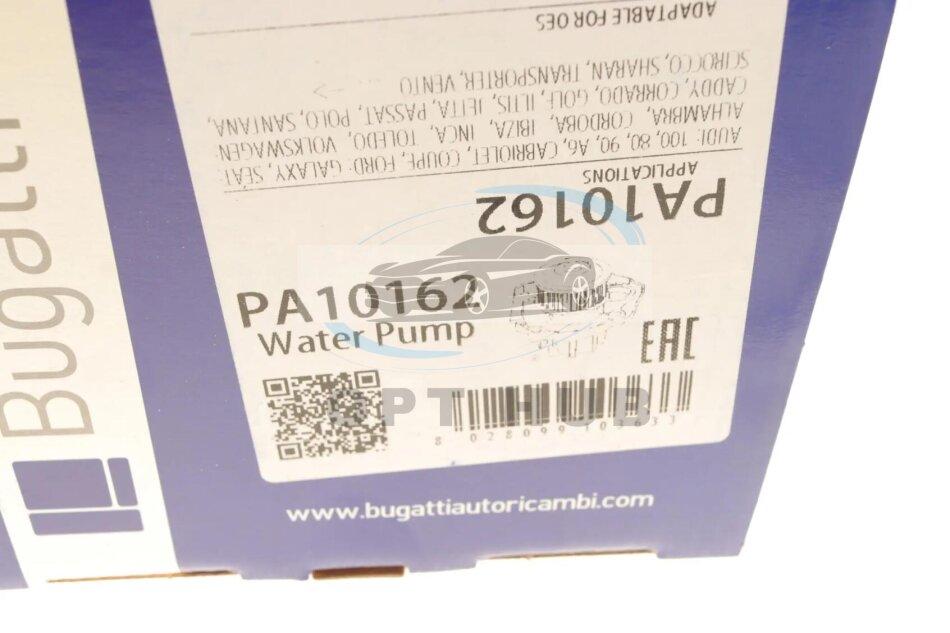 ADAPTABLE FOR OES
AUDI: 100, 80, 90, A6, CABRIOLET, COUPE, FORD: GALAXY, SEAT:
ALHAMBRA, CORDOBA, IBIZA, INCA, TOLEDO, VOLKSWAGEN:
CADDY, CORRADO, GOLF, ILTIS, JETTA, PASSAT, POLO, SANTANA,
SCIROCCO, SHARAN, TRANSPORTER, VENTO
APPLICATIONS
PA10162
PA10162
Water Pump
EAC
OPT HUB
www.bugattiautoricambi.com
Bugatti